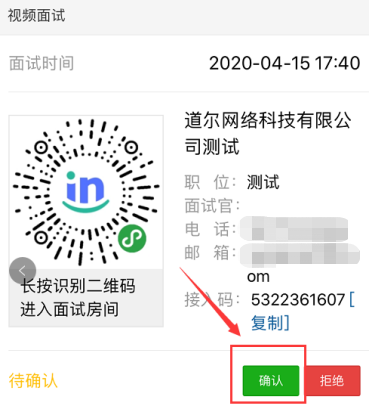 视频面试
面试时间 2020-04-15 17:40
道尔网络科技有限公
司测试
职 位： 测试
面试官：
电 话：
邮 箱：
om
接入码： 5322361607 [
复制]
in
长按识别二维码
进入面试房间
待确认 确认 拒绝